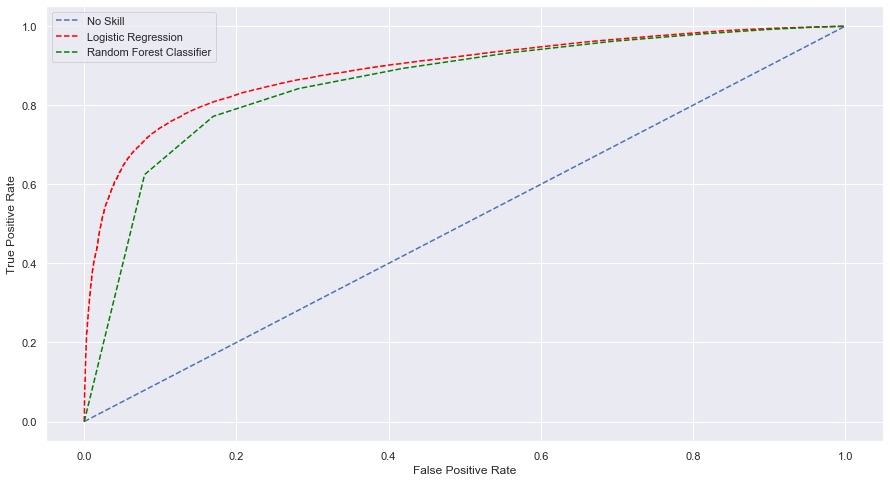 No Skill
Logistic Regression
Random Forest Classifier
1.0
0.8
0.6
0.4
0.2
0.0
True Positive Rate
0.0 0.2 0.4 0.6 0.8 1.0
False Positive Rate